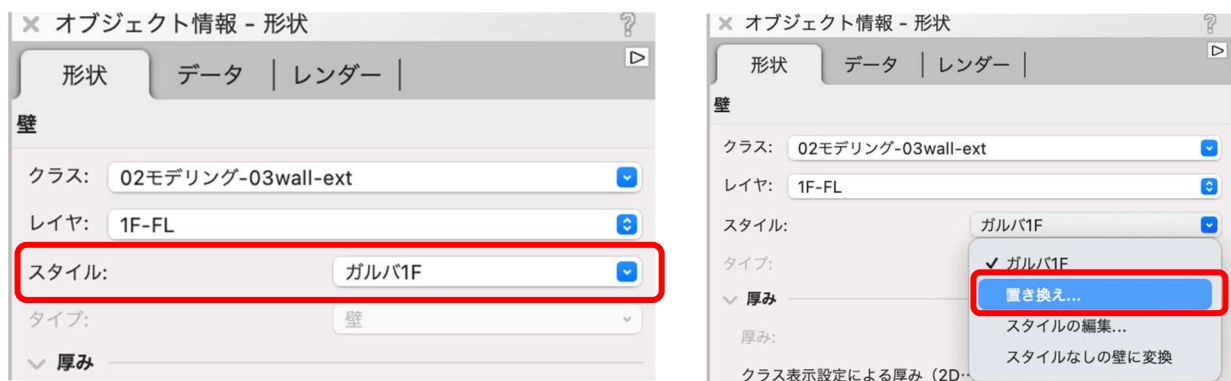 オブジェクト情報 - 形状
形状
データ
レンダー
壁
クラス: 02モデリング-03wall-ext
レイヤ: 1F-FL
スタイル: ガルバ1F
タイプ: 壁
厚み
オブジェクト情報 - 形状
形状
データ
レンダー
壁
クラス: 02モデリング-03wall-ext
レイヤ: 1F-FL
スタイル: ガルバ1F
✓ ガルバ1F
タイプ:
置き換え...
厚み
スタイルの編集...
厚み:
スタイルなしの壁に変換
クラス表示設定による厚み（2D…